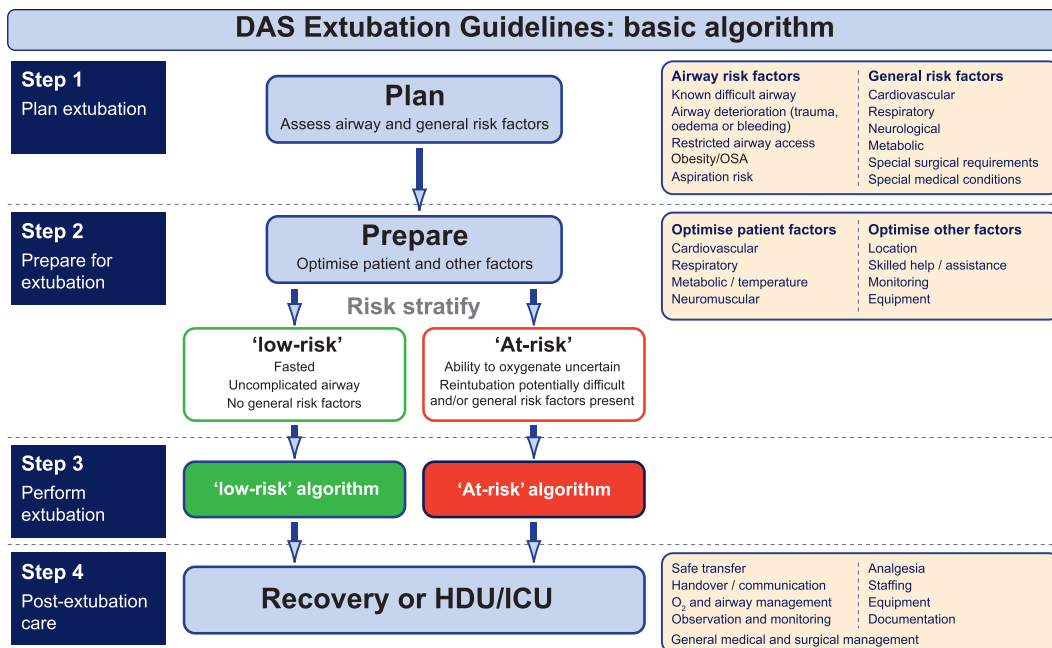 DAS Extubation Guidelines: basic algorithm
Step 1
Plan extubation
Plan
Assess airway and general risk factors
Airway risk factors
Known difficult airway
Airway deterioration (trauma,
oedema or bleeding)
Restricted airway access
Obesity/OSA
Aspiration risk
General risk factors
Cardiovascular
Respiratory
Neurological
Metabolic
Special surgical requirements
Special medical conditions
Step 2
Prepare for
extubation
Prepare
Optimise patient and other factors
Optimise patient factors
Cardiovascular
Respiratory
Metabolic / temperature
Neuromuscular
Optimise other factors
Location
Skilled help / assistance
Monitoring
Equipment
Risk stratify
‘low-risk’
Fasted
Uncomplicated airway
No general risk factors
‘At-risk’
Ability to oxygenate uncertain
Reintubation potentially difficult
and/or general risk factors present
Step 3
Perform
extubation
‘low-risk’ algorithm
‘At-risk’ algorithm
Step 4
Post-extubation
care
Recovery or HDU/ICU
Safe transfer
Handover / communication
O₂ and airway management
Observation and monitoring
Analgesia
Staffing
Equipment
Documentation
General medical and surgical management